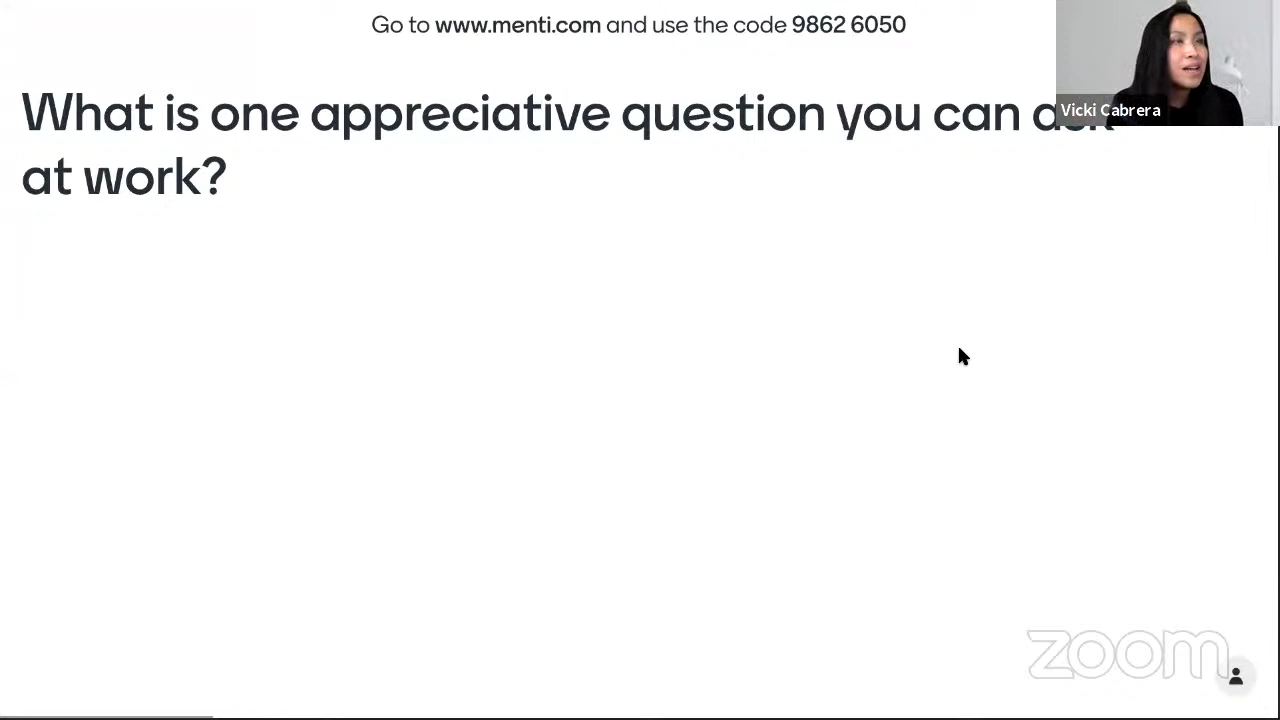 Go to www.menti.com and use the code 9862 6050
What is one appreciative question you can ask
at work?
Vicki Cabrera
zoom